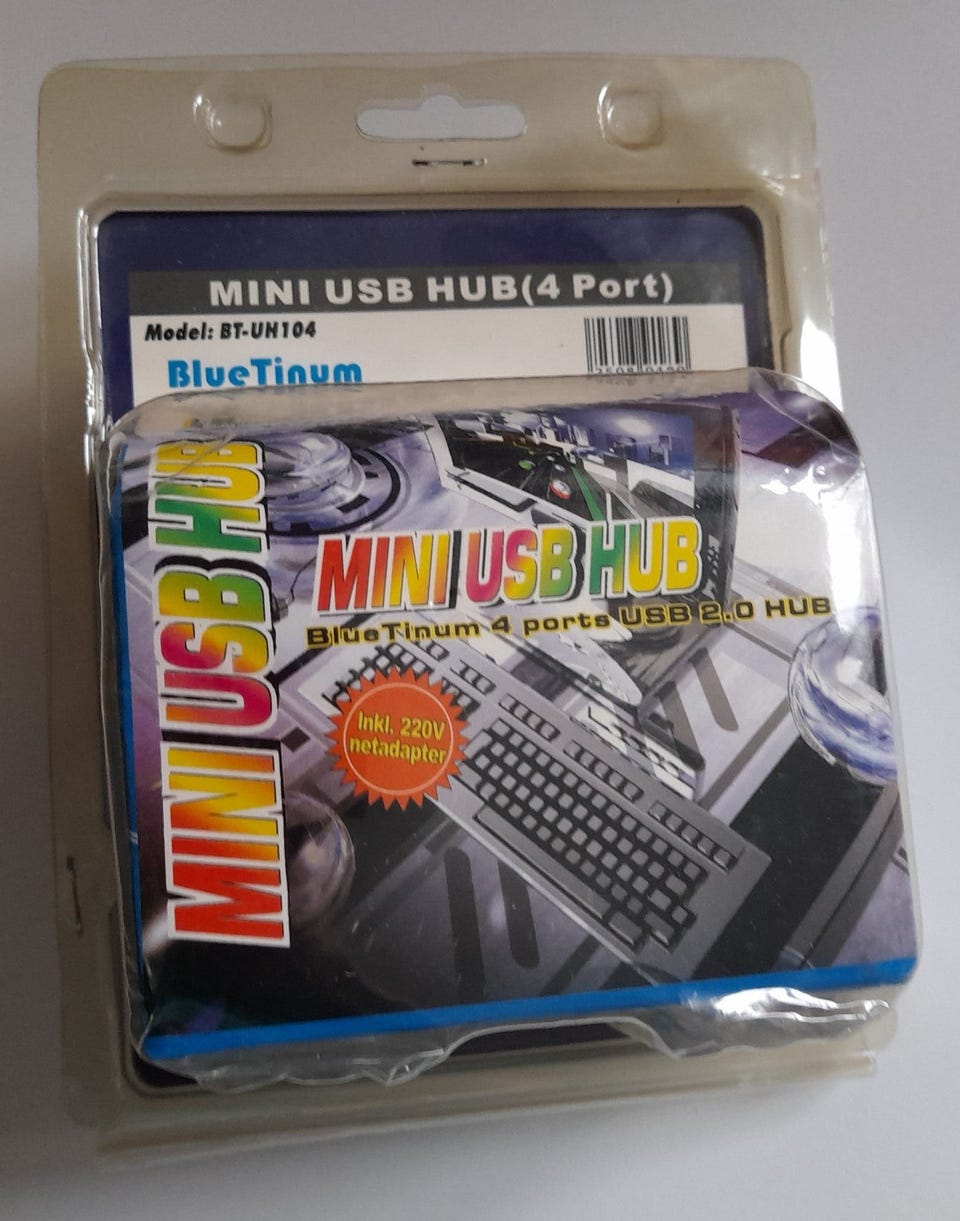 MINI USB HUB(4 Port)
Model: BT-UH104
BlueTinum
MINI USB HUB
MINI USB HUB
BlueTinum 4 ports USB 2.0 HUB
Inkl. 220V
netadapter